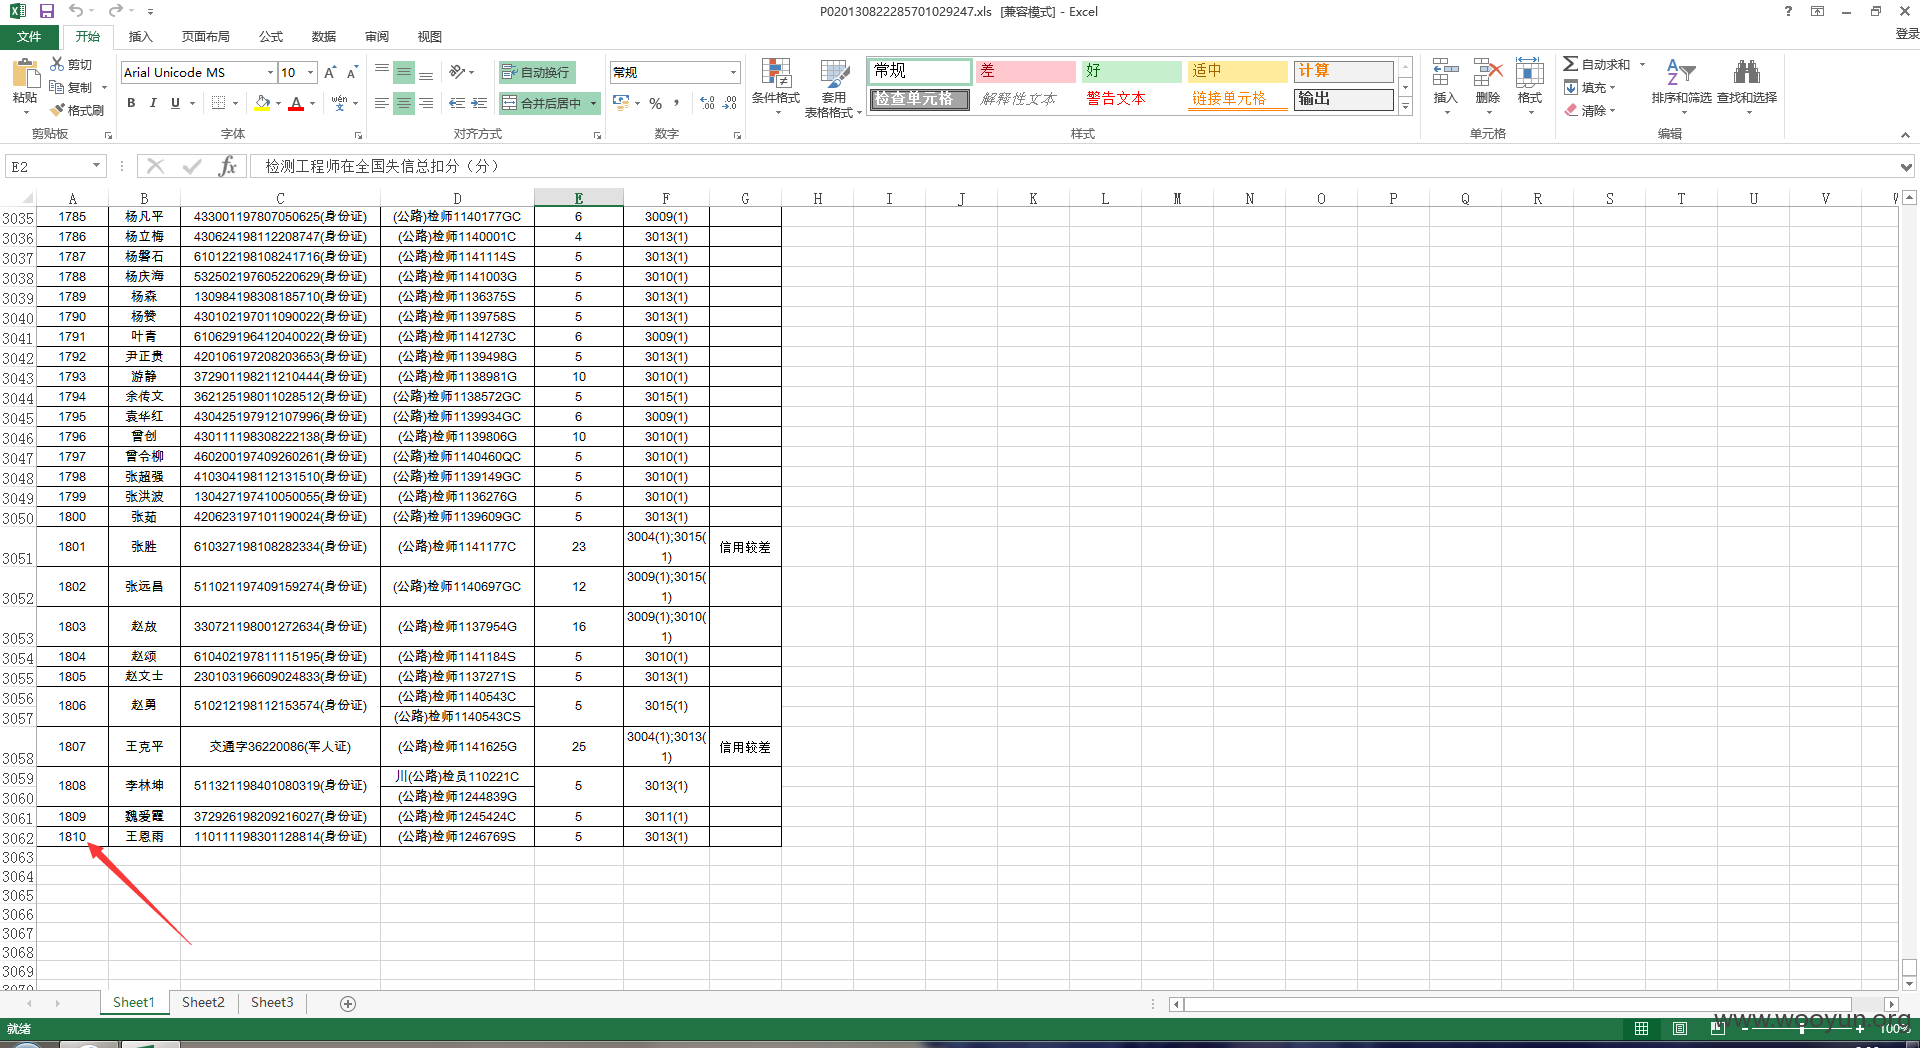 P020130822285701029247.xls [兼容模式] - Excel
文件 开始 插入 页面布局 公式 数据 审阅 视图 登录
粘贴 剪切 复制 格式刷 剪贴板
Arial Unicode MS 10 B I U A wén 字体
自动换行 合并后居中 对齐方式
常规 % 数字
条件格式 套用表格格式 常规 差 好 适中 计算 检查单元格 解释性文本 警告文本 链接单元格 输出 样式
插入 删除 格式 单元格
自动求和 填充 清除 排序和筛选 查找和选择 编辑
E2 fx 检测工程师在全国失信总扣分（分）
A B C D E F G H I J K L M N O P Q R S T U V W
3035 1785 杨凡平 433001197807050625(身份证) (公路)检师1140177GC 6 3009(1)
3036 1786 杨立梅 430624198112208747(身份证) (公路)检师1140001C 4 3013(1)
3037 1787 杨磐石 610122198108241716(身份证) (公路)检师1141114S 5 3013(1)
3038 1788 杨庆海 532502197605220629(身份证) (公路)检师1141003G 5 3010(1)
3039 1789 杨森 130984198308185710(身份证) (公路)检师1136375S 5 3013(1)
3040 1790 杨赞 430102197011090022(身份证) (公路)检师1139758S 5 3013(1)
3041 1791 叶青 610629196412040022(身份证) (公路)检师1141273C 6 3009(1)
3042 1792 尹正贵 420106197208203653(身份证) (公路)检师1139498G 5 3013(1)
3043 1793 游静 372901198211210444(身份证) (公路)检师1138981G 10 3010(1)
3044 1794 余传文 362125198011028512(身份证) (公路)检师1138572GC 5 3015(1)
3045 1795 袁华红 430425197912107996(身份证) (公路)检师1139934GC 6 3009(1)
3046 1796 曾创 430111198308222138(身份证) (公路)检师1139806G 10 3010(1)
3047 1797 曾令柳 460200197409260261(身份证) (公路)检师1140460QC 5 3010(1)
3048 1798 张超强 410304198112131510(身份证) (公路)检师1139149GC 5 3010(1)
3049 1799 张洪波 130427197410050055(身份证) (公路)检师1136276G 5 3010(1)
3050 1800 张茹 420623197101190024(身份证) (公路)检师1139609GC 5 3013(1)
3051 1801 张胜 610327198108282334(身份证) (公路)检师1141177C 23 3004(1);3015(1) 信用较差
3052 1802 张远昌 511021197409159274(身份证) (公路)检师1140697GC 12 3009(1);3015(1)
3053 1803 赵放 330721198001272634(身份证) (公路)检师1137954G 16 3009(1);3010(1)
3054 1804 赵颂 610402197811115195(身份证) (公路)检师1141184S 5 3010(1)
3055 1805 赵文士 230103196609024833(身份证) (公路)检师1137271S 5 3013(1)
3056 1806 赵勇 510212198112153574(身份证) (公路)检师1140543C 5 3015(1)
3057 (公路)检师1140543CS
3058 1807 王克平 交通字36220086(军人证) (公路)检师1141625G 25 3004(1);3013(1) 信用较差
3059 1808 李林坤 511321198401080319(身份证) 川(公路)检员110221C 5 3013(1)
3060 (公路)检师1244839G
3061 1809 魏爱霞 372926198209216027(身份证) (公路)检师1245424C 5 3011(1)
3062 1810 王恩雨 110111198301128814(身份证) (公路)检师1246769S 5 3013(1)
3063
3064
3065
3066
3067
3068
3069
3070
Sheet1 Sheet2 Sheet3
就绪 100%
www.wooyun.org